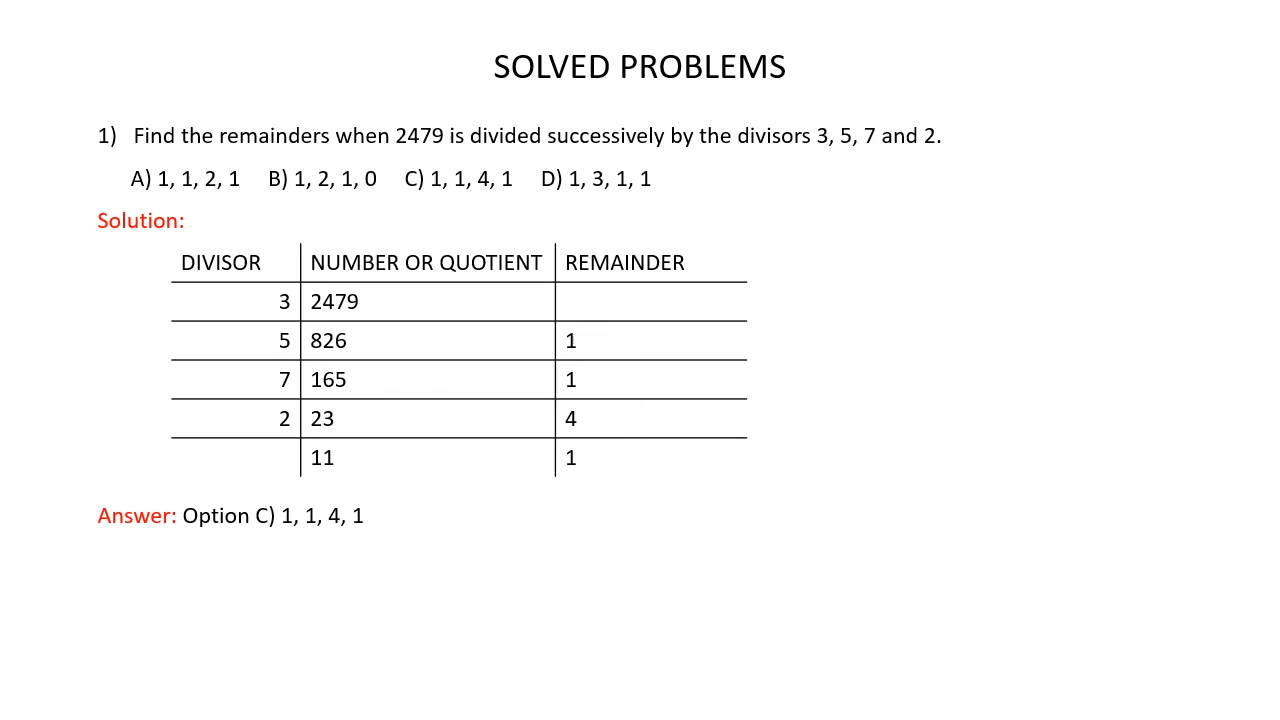 SOLVED PROBLEMS
1) Find the remainders when 2479 is divided successively by the divisors 3, 5, 7 and 2.
A) 1, 1, 2, 1 B) 1, 2, 1, 0 C) 1, 1, 4, 1 D) 1, 3, 1, 1
Solution:
DIVISOR NUMBER OR QUOTIENT REMAINDER
3 2479
5 826 1
7 165 1
2 23 4
11 1
Answer: Option C) 1, 1, 4, 1